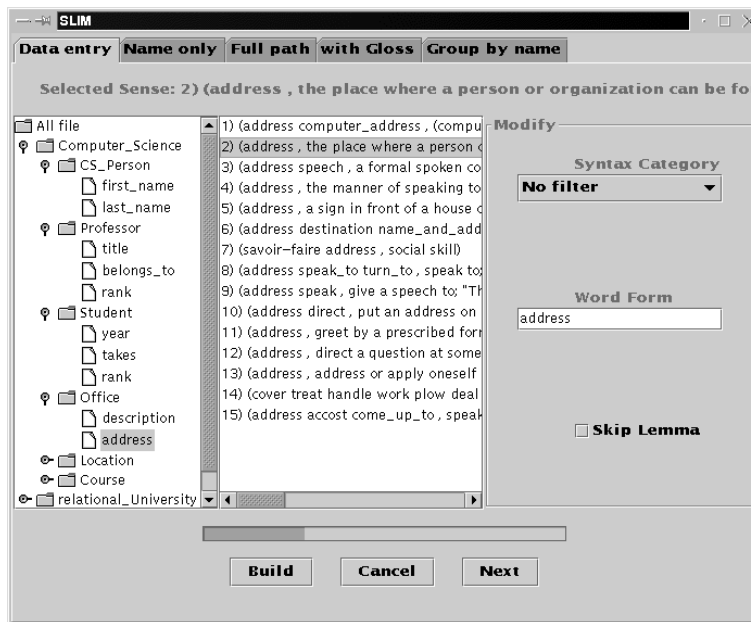 SLIM
Data entry Name only Full path with Gloss Group by name
Selected Sense: 2) (address , the place where a person or organization can be fo
All file
Computer_Science
CS_Person
first_name
last_name
Professor
title
belongs_to
rank
Student
year
takes
rank
Office
description
address
Location
Course
relational_University
1) (address computer_address , (compu
2) (address , the place where a person o
3) (address speech , a formal spoken co
4) (address , the manner of speaking to
5) (address , a sign in front of a house o
6) (address destination name_and_add
7) (savoir-faire address , social skill)
8) (address speak_to turn_to , speak to;
9) (address speak , give a speech to; "Th
10) (address direct , put an address on
11) (address , greet by a prescribed forr
12) (address , direct a question at some
13) (address , address or apply oneself
14) (cover treat handle work plow deal
15) (address accost come_up_to , speak
Modify
Syntax Category
No filter
Word Form
address
Skip Lemma
Build Cancel Next